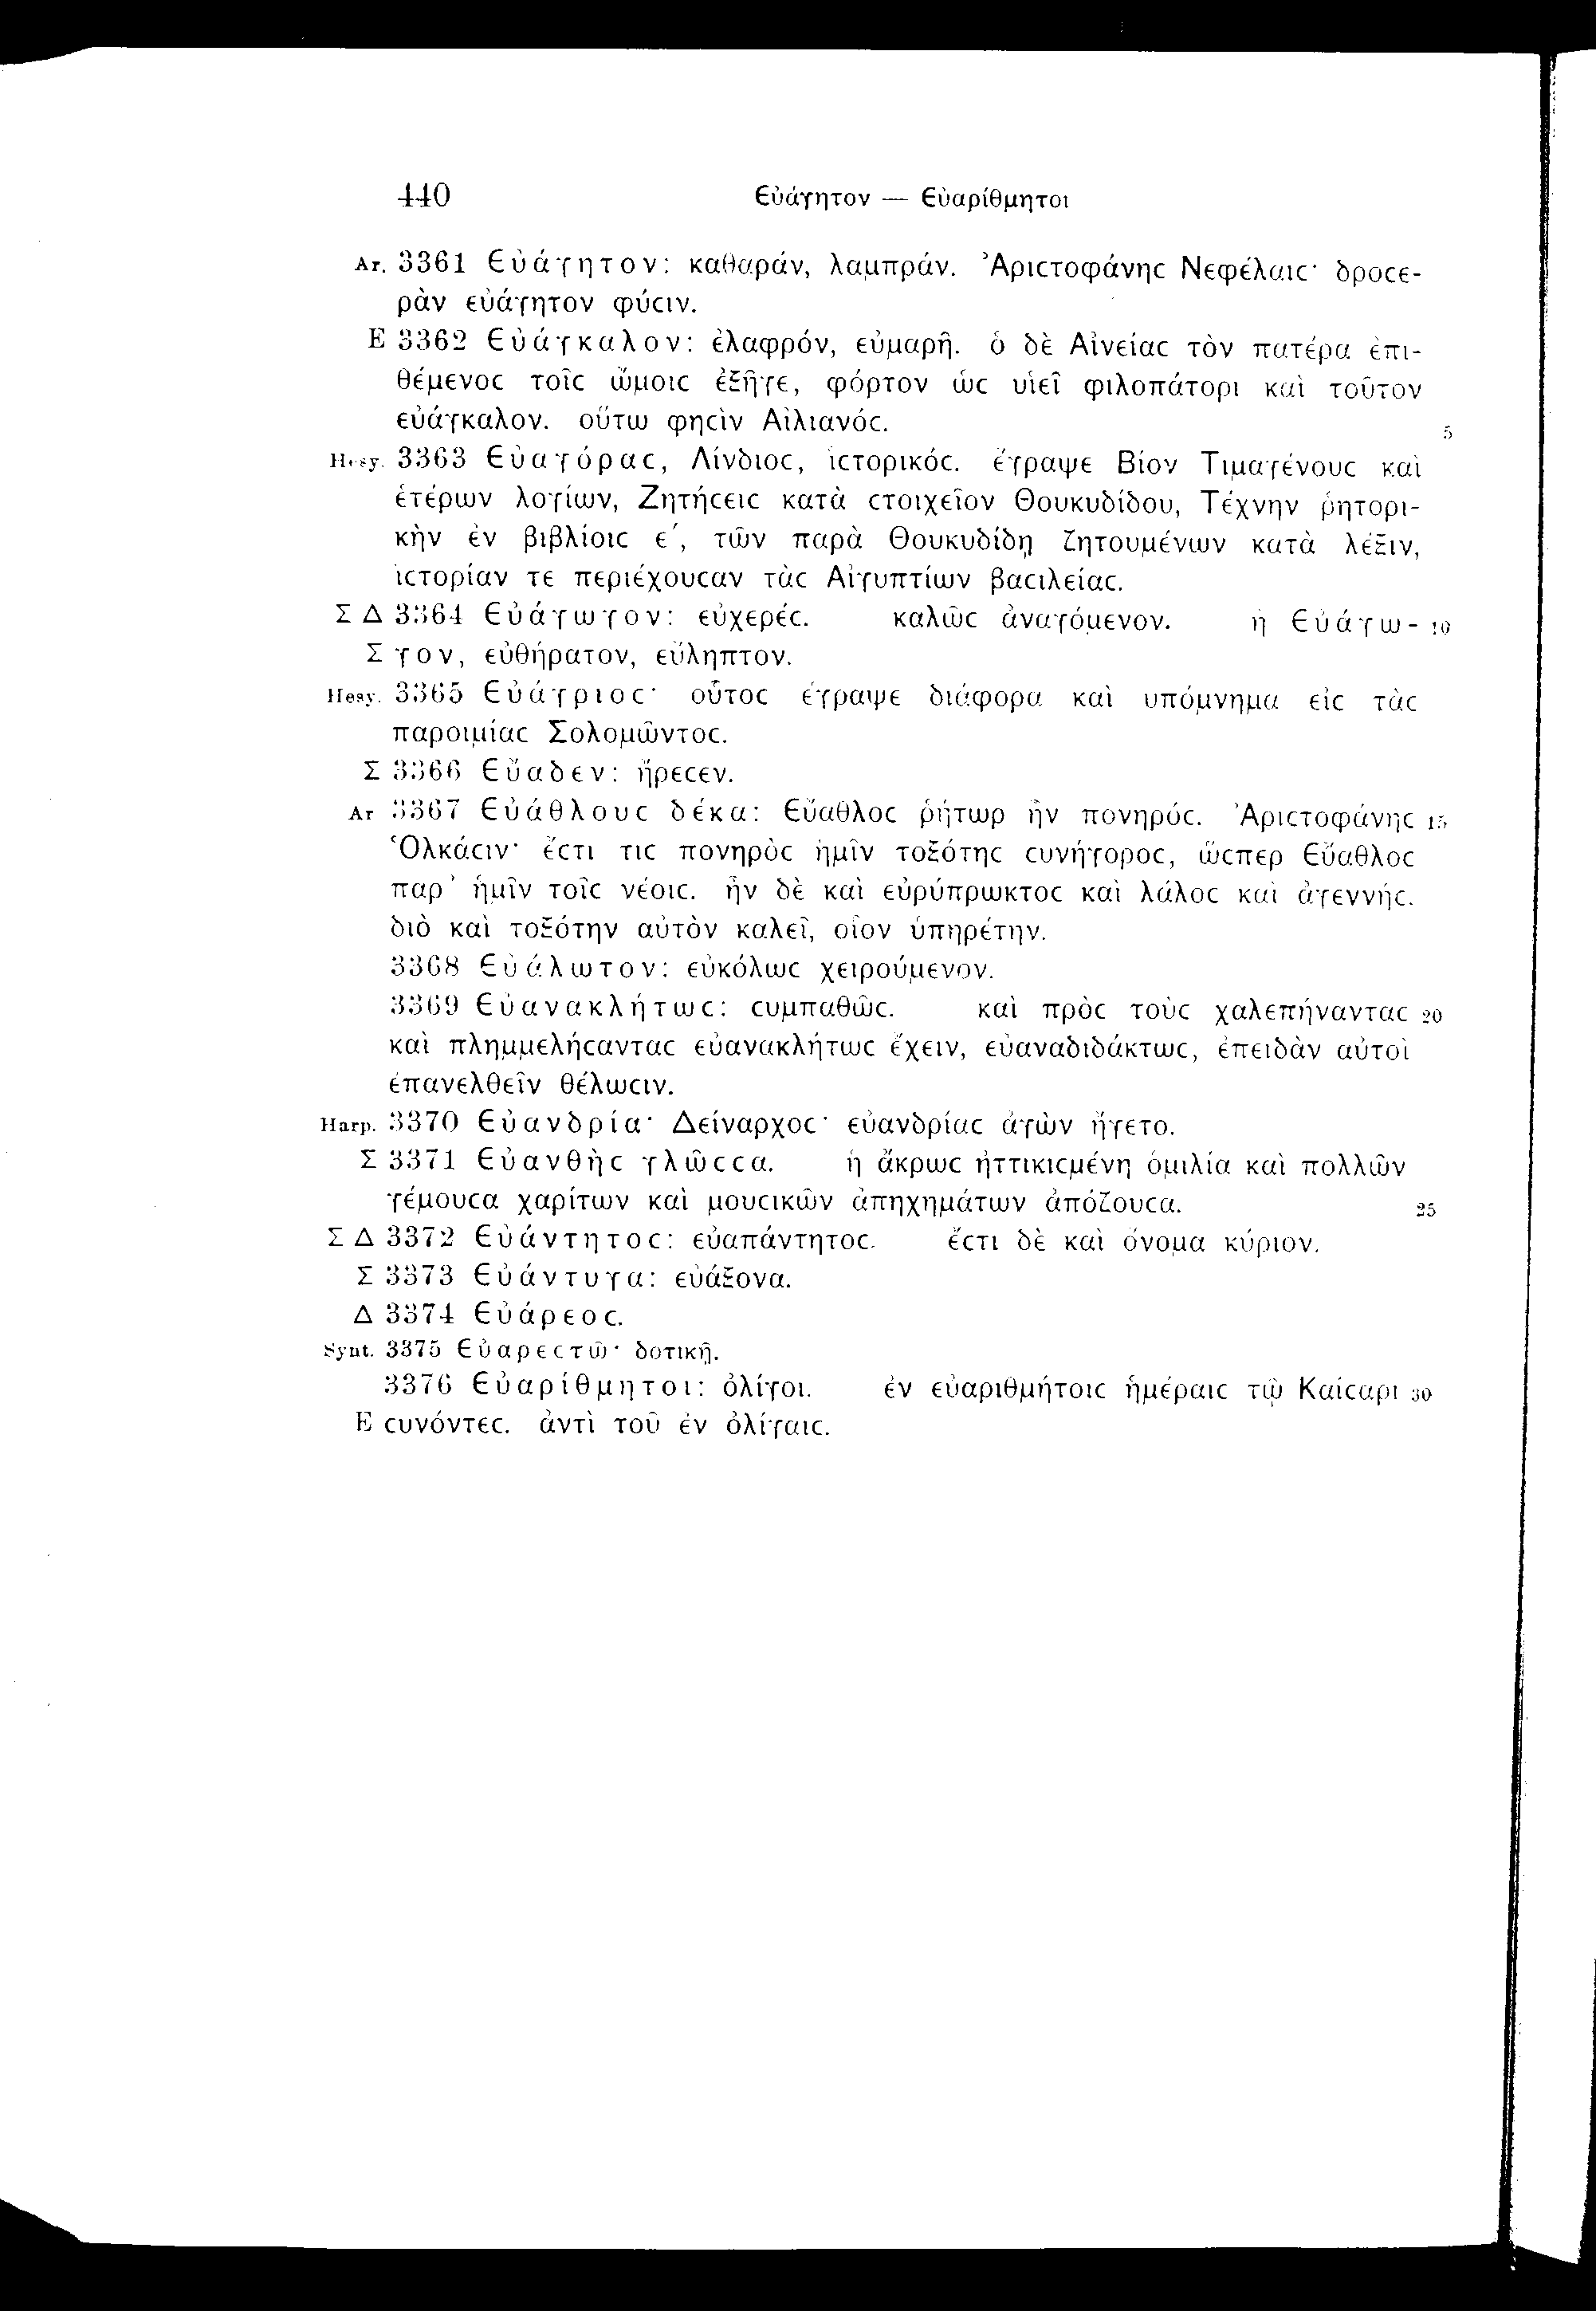 440 Εὐάγητον — Εὐαρίθμητοι
Ar. 3361 Εὐάγητον: καθαράν, λαμπράν. Ἀριϲτοφάνηϲ Νεφέλαιϲ· δροϲε-
ρὰν εὐάγητον φύϲιν.
E 3362 Εὐάγκαλον: ἐλαφρόν, εὐμαρῆ. ὁ δὲ Αἰνείαϲ τὸν πατέρα ἐπι-
θέμενοϲ τοῖϲ ὤμοιϲ ἐξῆγε, φόρτον ὡϲ υἱεῖ φιλοπάτορι καὶ τοῦτον
εὐάγκαλον. οὕτω φηϲὶν Αἰλιανόϲ. 5
Hesy. 3363 Εὐαγόραϲ, Λίνδιοϲ, ἱϲτορικόϲ. ἔγραψε Βίον Τιμαγένουϲ καὶ
ἑτέρων λογίων, Ζητήϲειϲ κατὰ ϲτοιχεῖον Θουκυδίδου, Τέχνην ῥητορι-
κὴν ἐν βιβλίοιϲ ε΄, τῶν παρὰ Θουκυδίδῃ ζητουμένων κατὰ λέξιν,
ἱϲτορίαν τε περιέχουϲαν τὰϲ Αἰγυπτίων βαϲιλείαϲ.
Σ Δ 3364 Εὐάγωγον: εὐχερέϲ. καλῶϲ ἀναγόμενον. ἢ Εὐάγω- 10
Σ γον, εὐθήρατον, εὔληπτον.
Hesy. 3365 Εὐάγριοϲ· οὗτοϲ ἔγραψε διάφορα καὶ υπόμνημα εἰϲ τὰϲ
παροιμίαϲ Σολομῶντοϲ.
Σ 3366 Εὔαδεν: ἤρεϲεν.
Ar 3367 Εὐάθλουϲ δέκα: Εὔαθλοϲ ῥήτωρ ἦν πονηρόϲ. Ἀριϲτοφάνηϲ 15
Ὁλκάϲιν· ἔϲτι τιϲ πονηρὸϲ ἡμῖν τοξότηϲ ϲυνήγοροϲ, ὥϲπερ Εὔαθλοϲ
παρ’ ἡμῖν τοῖϲ νέοιϲ. ἦν δὲ καὶ εὐρύπρωκτοϲ καὶ λάλοϲ καὶ ἀγεννήϲ.
διὸ καὶ τοξότην αὐτὸν καλεῖ, οἷον ὑπηρέτην.
3368 Εὐάλωτον: εὐκόλωϲ χειρούμενον.
3369 Εὐανακλήτωϲ: ϲυμπαθῶϲ. καὶ πρὸϲ τοὺϲ χαλεπήνανταϲ 20
καὶ πλημμελήϲανταϲ εὐανακλήτωϲ ἔχειν, εὐαναδιδάκτωϲ, ἐπειδὰν αὐτοὶ
ἐπανελθεῖν θέλωϲιν.
Harp. 3370 Εὐανδρία· Δείναρχοϲ· εὐανδρίαϲ ἀγὼν ἤγετο.
Σ 3371 Εὐανθὴϲ γλῶϲϲα. ἡ ἄκρωϲ ἠττικιϲμένη ὁμιλία καὶ πολλῶν
γέμουϲα χαρίτων καὶ μουϲικῶν ἀπηχημάτων ἀπόζουϲα. 25
Σ Δ 3372 Εὐάντητοϲ: εὐαπάντητοϲ. ἔϲτι δὲ καὶ ὄνομα κύριον.
Σ 3373 Εὐάντυγα: εὐάξονα.
Δ 3374 Εὐάρεοϲ.
Synt. 3375 Εὐαρεϲτῶ· δοτικῇ.
3376 Εὐαρίθμητοι: ὀλίγοι. ἐν εὐαριθμήτοιϲ ἡμέραιϲ τῷ Καίϲαρι 30
E ϲυνόντεϲ. ἀντὶ τοῦ ἐν ὀλίγαιϲ.